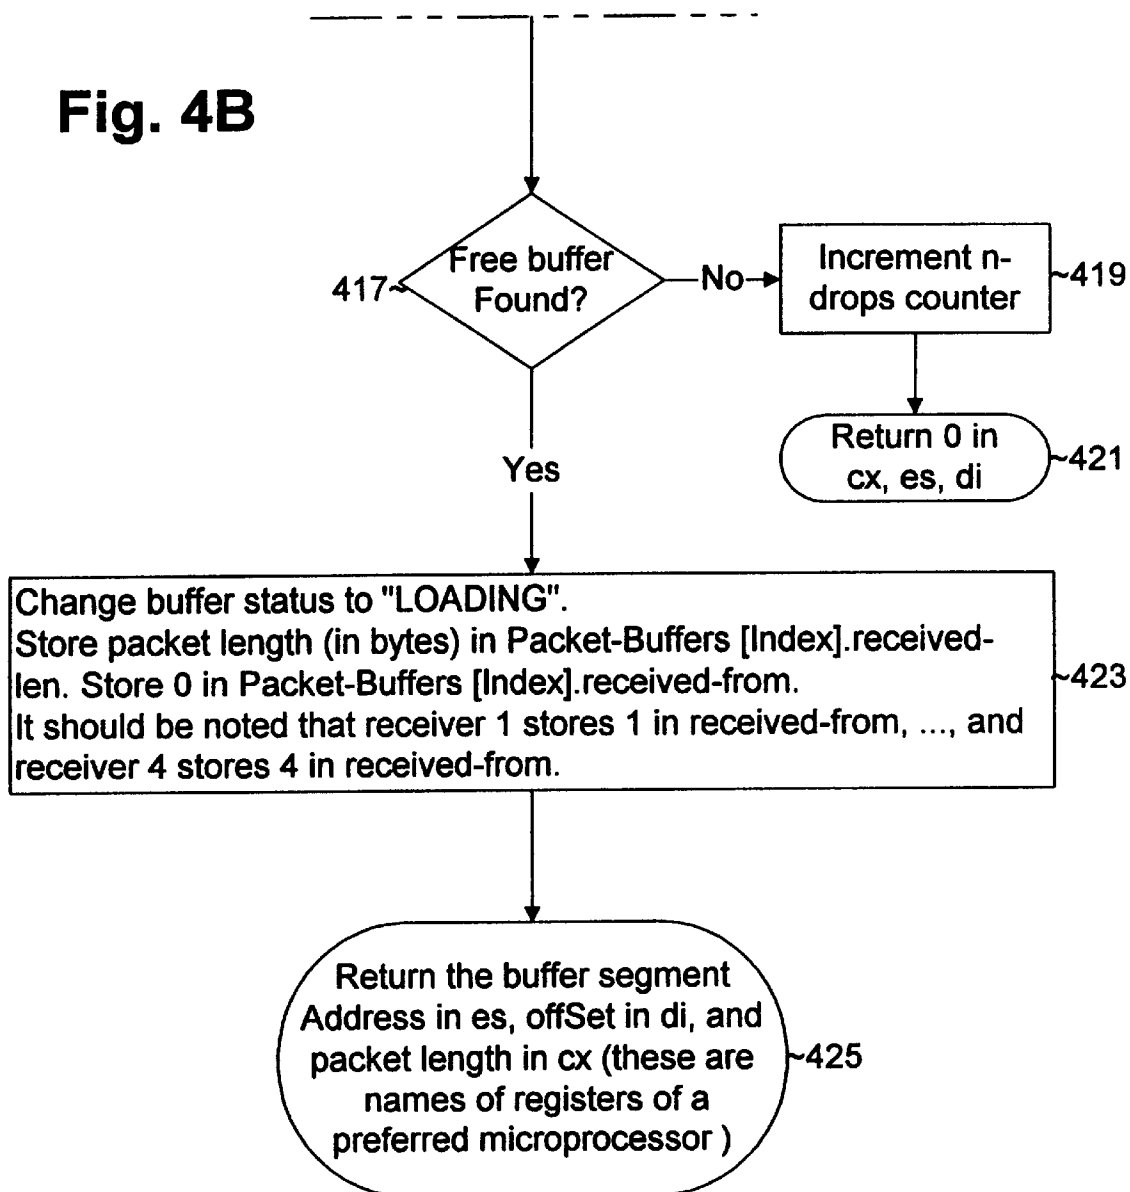 Fig. 4B
Free buffer
Found?
417
No
Increment n-
drops counter
419
Return 0 in
cx, es, di
421
Yes
Change buffer status to "LOADING".
Store packet length (in bytes) in Packet-Buffers [Index].received-
len. Store 0 in Packet-Buffers [Index].received-from.
It should be noted that receiver 1 stores 1 in received-from, ..., and
receiver 4 stores 4 in received-from.
423
Return the buffer segment
Address in es, offSet in di, and
packet length in cx (these are
names of registers of a
preferred microprocessor )
425